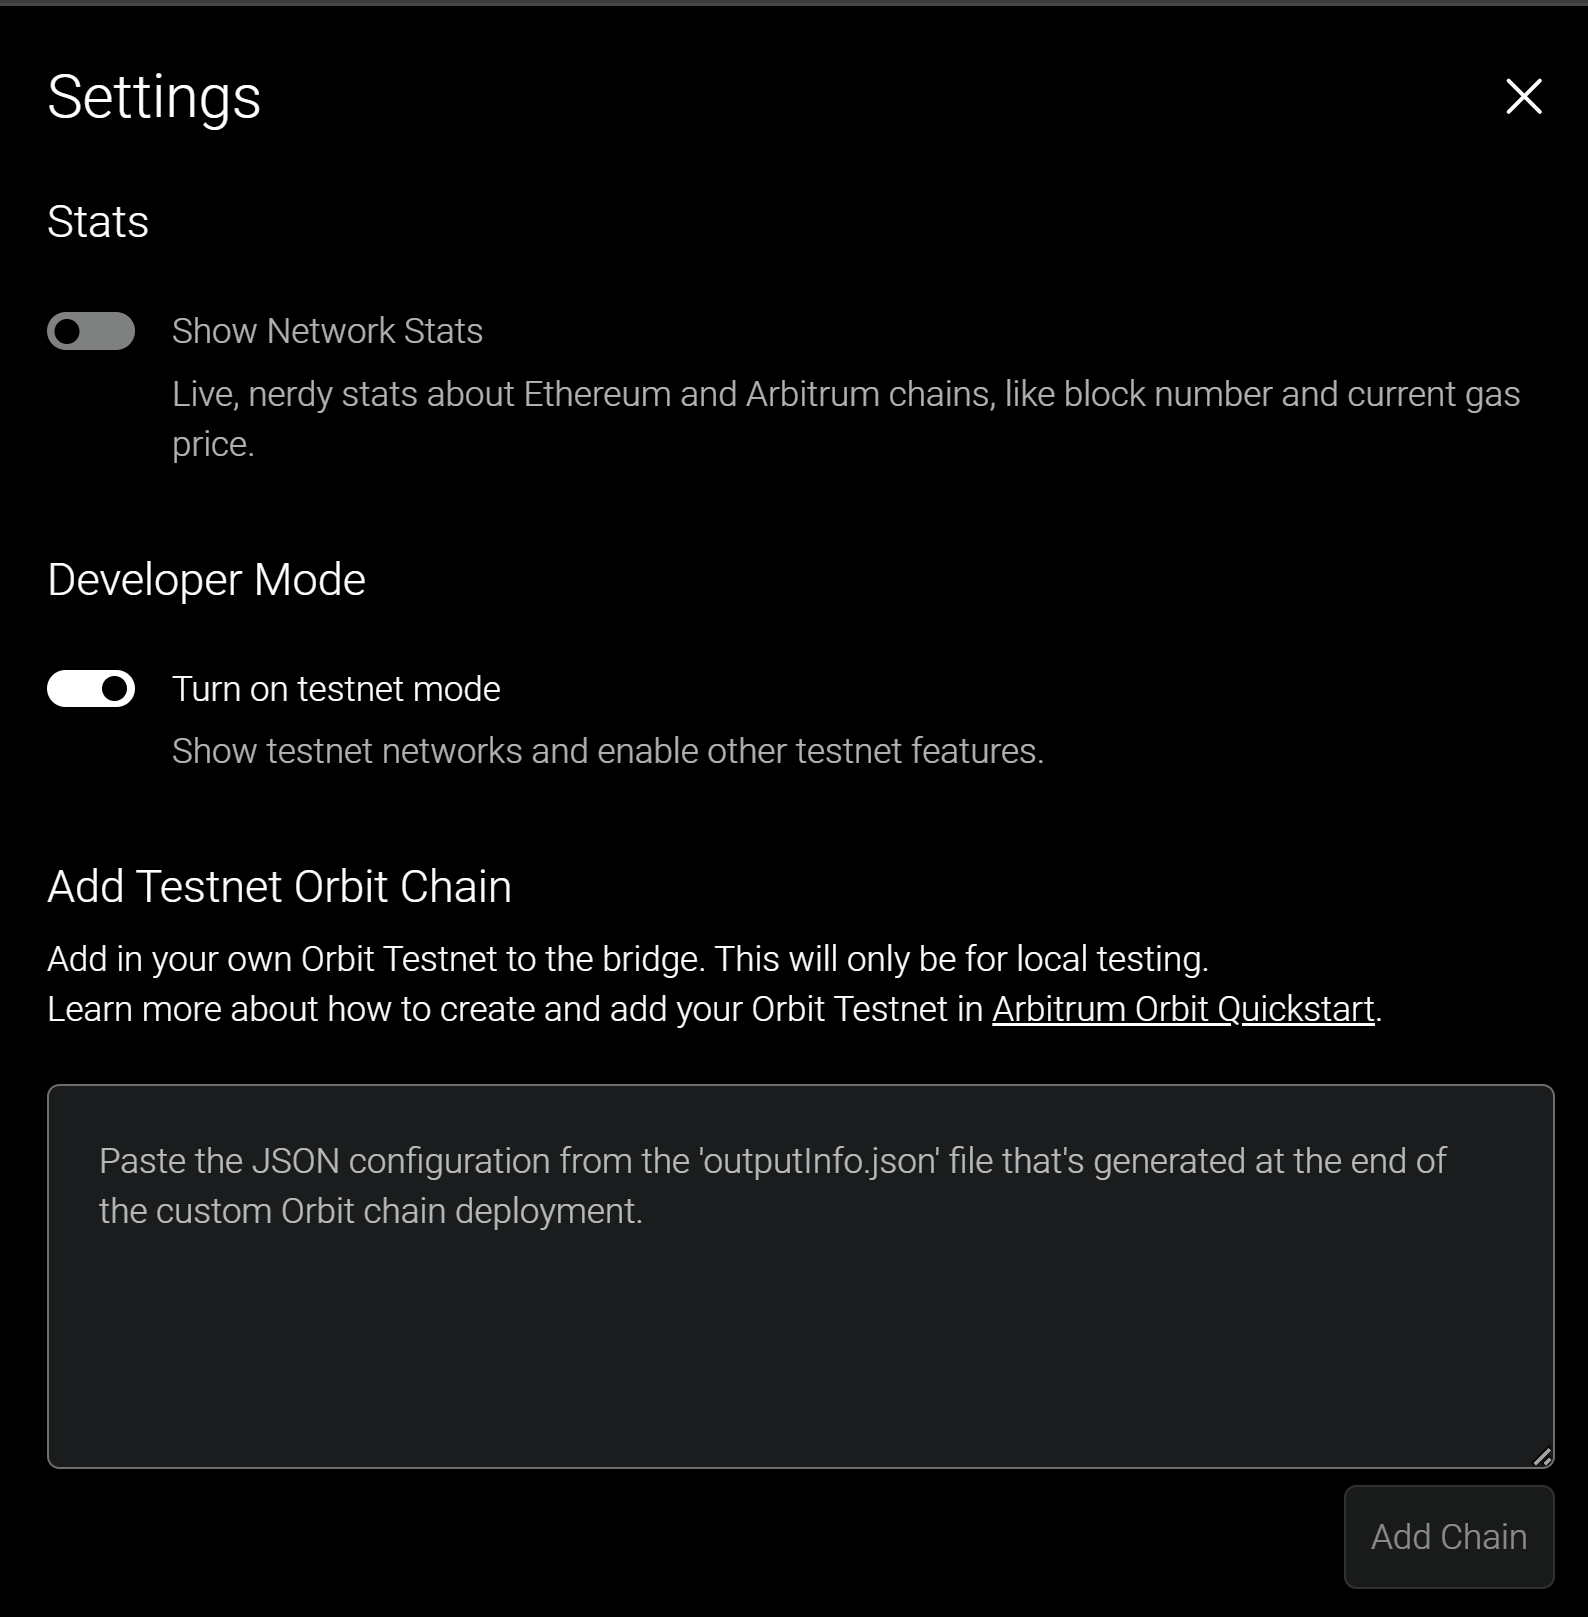 Settings
Stats
Show Network Stats
Live, nerdy stats about Ethereum and Arbitrum chains, like block number and current gas
price.
Developer Mode
Turn on testnet mode
Show testnet networks and enable other testnet features.
Add Testnet Orbit Chain
Add in your own Orbit Testnet to the bridge. This will only be for local testing.
Learn more about how to create and add your Orbit Testnet in Arbitrum Orbit Quickstart.
Paste the JSON configuration from the 'outputInfo.json' file that's generated at the end of
the custom Orbit chain deployment.
Add Chain